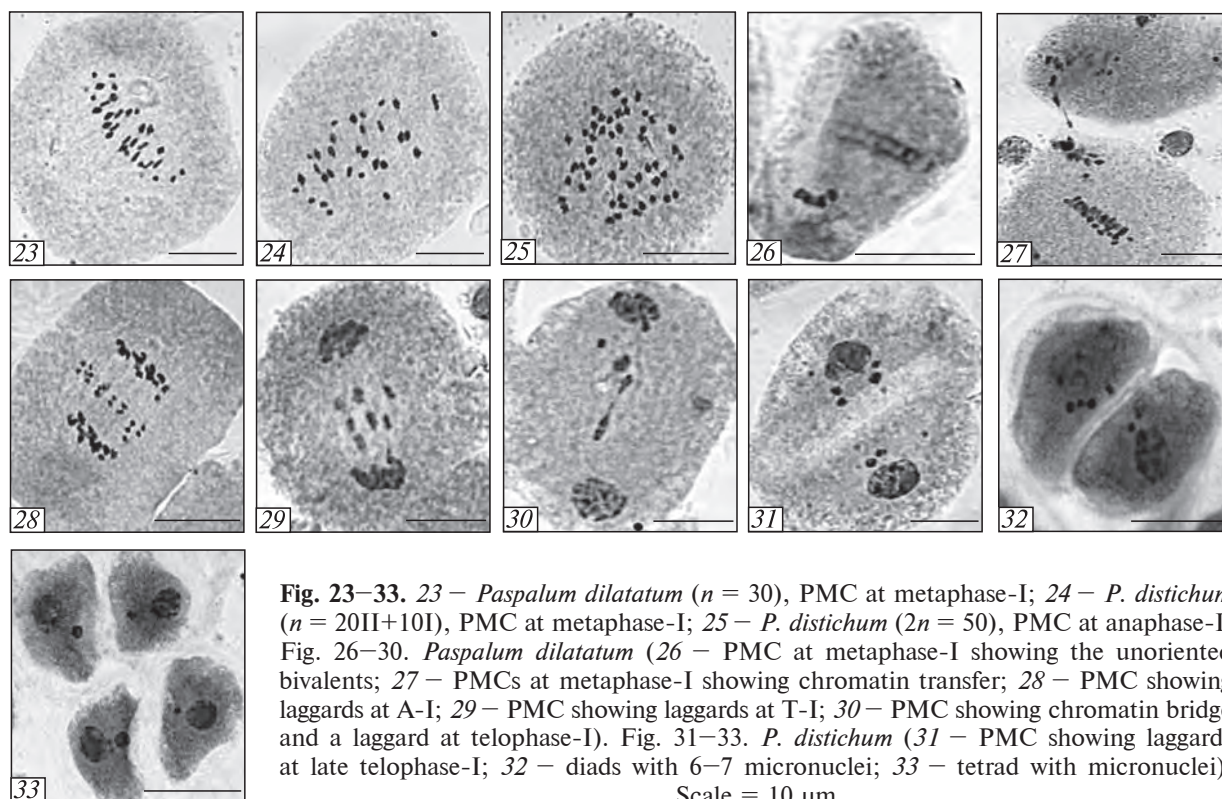 23
24
25
26
27
28
29
30
31
32
33
Fig. 23–33. 23 – Paspalum dilatatum (n = 30), PMC at metaphase-I; 24 – P. distichum
(n = 20II+10I), PMC at metaphase-I; 25 – P. distichum (2n = 50), PMC at anaphase-I
Fig. 26–30. Paspalum dilatatum (26 – PMC at metaphase-I showing the unoriented
bivalents; 27 – PMCs at metaphase-I showing chromatin transfer; 28 – PMC showing
laggards at A-I; 29 – PMC showing laggards at T-I; 30 – PMC showing chromatin bridge
and a laggard at telophase-I). Fig. 31–33. P. distichum (31 – PMC showing laggard
at late telophase-I; 32 – diads with 6–7 micronuclei; 33 – tetrad with micronuclei)
Scale = 10 μm